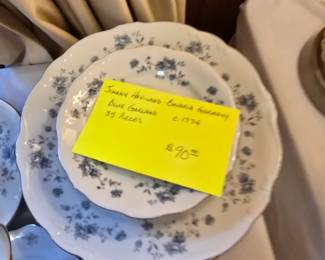 Johann Haviland - Bavaria Germany
Blue Garland c. 1974
35 Pieces
$90.00